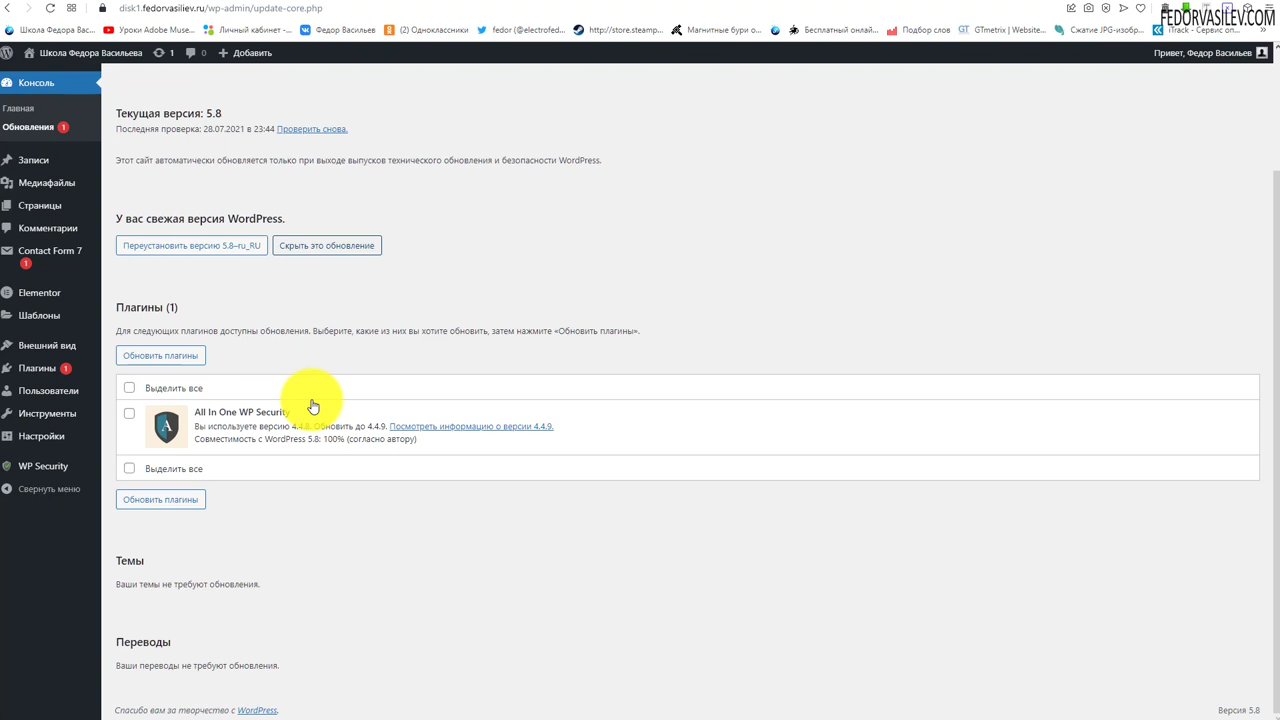 disk1.fedorvasiliev.ru/wp-admin/update-core.php
FEDORVASILEV.COM
Школа Федора Вас...
Уроки Adobe Muse...
Личный кабинет -...
Федор Васильев
(2) Одноклассники
fedor (@electrofed...
http://store.steamp...
Магнитные бури о...
Бесплатный онлай...
Подбор слов
GTmetrix | Website...
Сжатие JPG-изобр...
iTrack - Сервис оп...
Школа Федора Васильева
1
0
Добавить
Привет, Федор Васильев
Консоль
Главная
Обновления 1
Записи
Медиафайлы
Страницы
Комментарии
Contact Form 7
1
Elementor
Шаблоны
Внешний вид
Плагины 1
Пользователи
Инструменты
Настройки
WP Security
Свернуть меню
Текущая версия: 5.8
Последняя проверка: 28.07.2021 в 23:44 Проверить снова.
Этот сайт автоматически обновляется только при выходе выпусков технического обновления и безопасности WordPress.
У вас свежая версия WordPress.
Переустановить версию 5.8–ru_RU
Скрыть это обновление
Плагины (1)
Для следующих плагинов доступны обновления. Выберите, какие из них вы хотите обновить, затем нажмите «Обновить плагины».
Обновить плагины
Выделить все
All In One WP Security
Вы используете версию 4.4.8. Обновить до 4.4.9. Посмотреть информацию о версии 4.4.9.
Совместимость с WordPress 5.8: 100% (согласно автору)
Выделить все
Обновить плагины
Темы
Ваши темы не требуют обновления.
Переводы
Ваши переводы не требуют обновления.
Спасибо вам за творчество с WordPress.
Версия 5.8